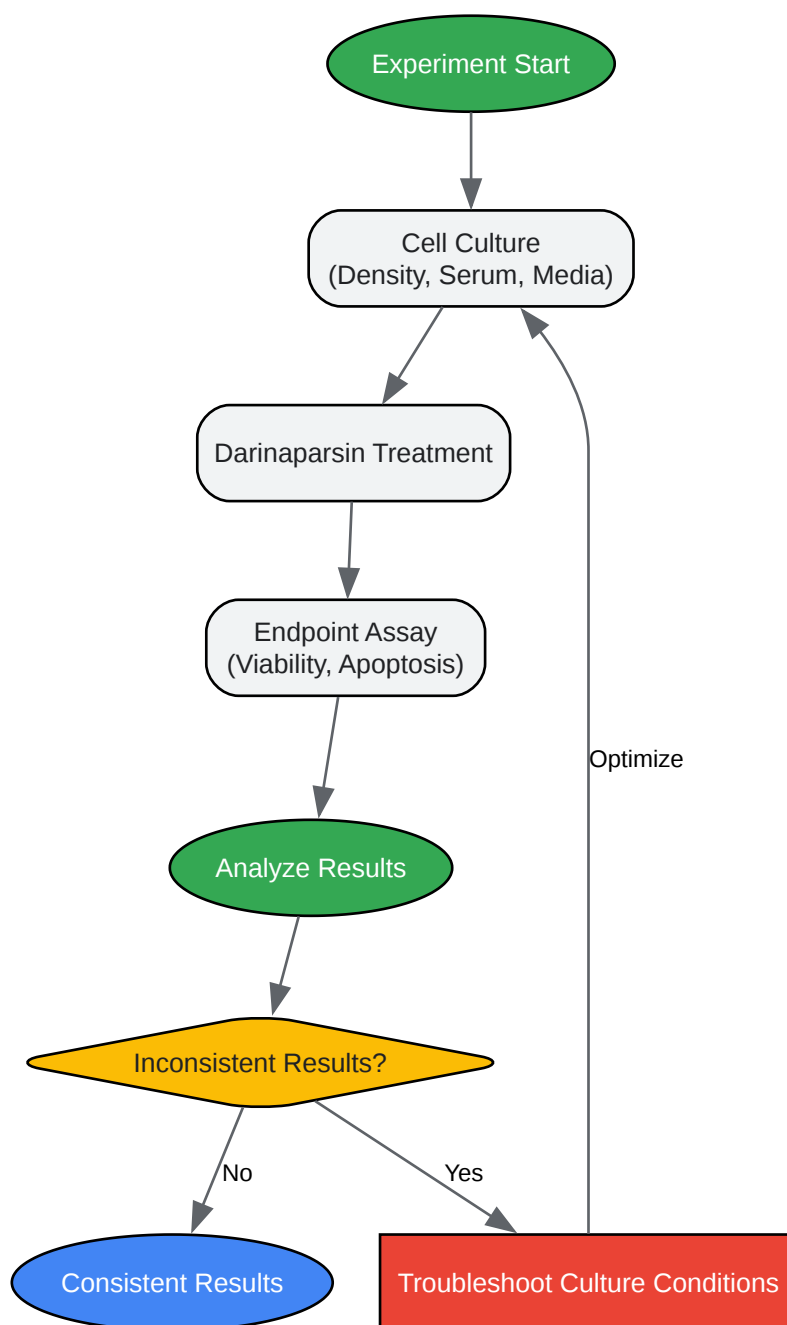 Experiment Start
Cell Culture
(Density, Serum, Media)
Darinaparsin Treatment
Endpoint Assay
(Viability, Apoptosis)
Optimize
Analyze Results
Inconsistent Results?
No
Yes
Consistent Results
Troubleshoot Culture Conditions